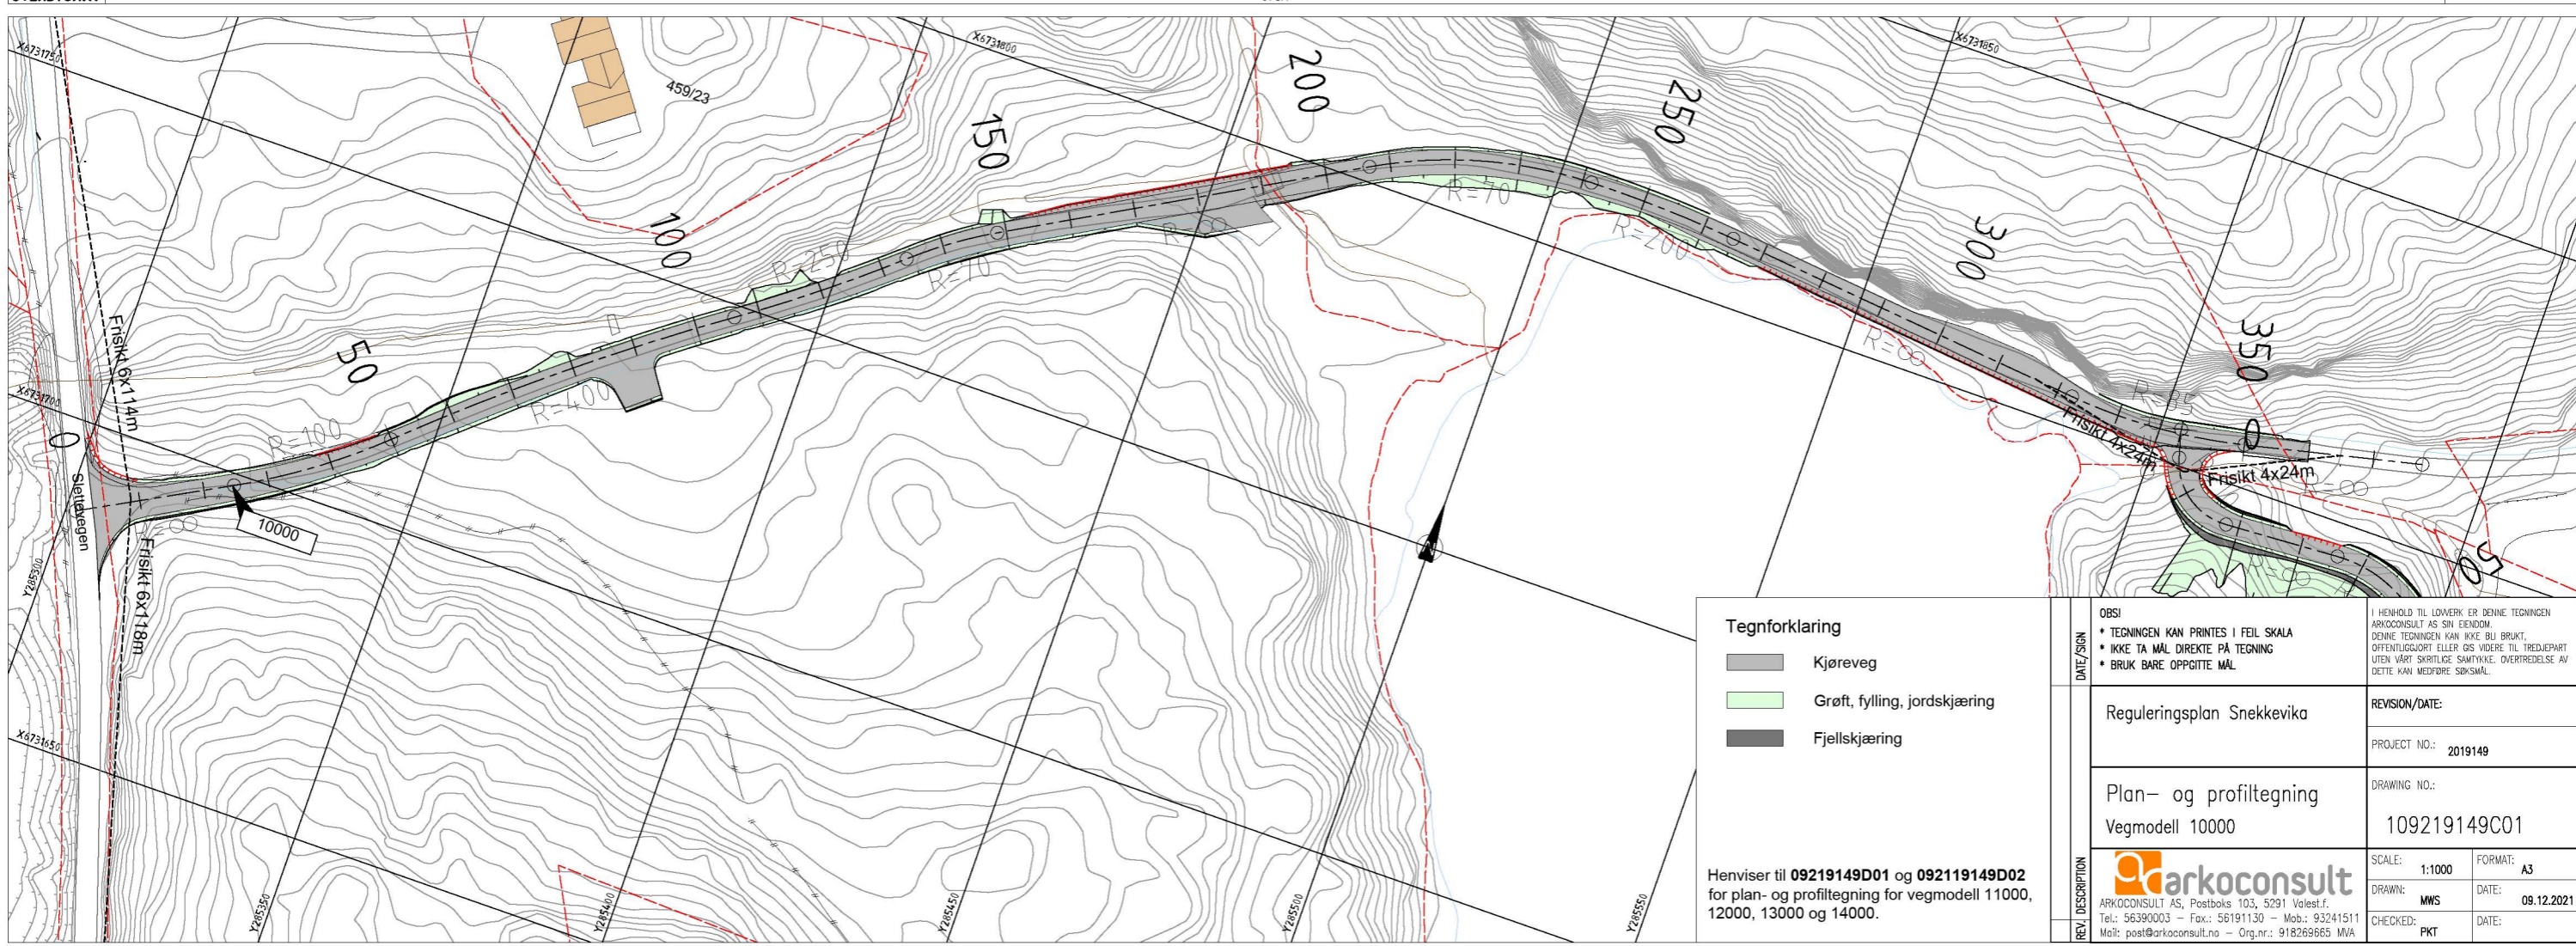 X6731750
X6731800
X6731850
459/23
200
250
150
100
300
350
50
0
0
50
R=250
R=70
R=∞
R=70
R=200
R=∞
R=85
R=400
R=100
R=∞
R=∞
R=∞
Frisikt 6x114m
Frisikt 6x118m
Frisikt 4x24m
Frisikt 4x24m
X6731700
X6731650
Slettevegen
10000
Y285300
Y285350
Y285400
Y285450
Y285500
Y285550
Tegnforklaring
Kjøreveg
Grøft, fylling, jordskjæring
Fjellskjæring
Henviser til 09219149D01 og 092119149D02
for plan- og profiltegning for vegmodell 11000,
12000, 13000 og 14000.
DATE/SIGN
REV. DESCRIPTION
OBS!
* TEGNINGEN KAN PRINTES I FEIL SKALA
* IKKE TA MÅL DIREKTE PÅ TEGNING
* BRUK BARE OPPGITTE MÅL
I HENHOLD TIL LOVVERK ER DENNE TEGNINGEN
ARKOCONSULT AS SIN EIENDOM.
DENNE TEGNINGEN KAN IKKE BLI BRUKT,
OFFENTLIGGJORT ELLER GIS VIDERE TIL TREDJEPART
UTEN VÅRT SKRITLIGE SAMTYKKE. OVERTREDELSE AV
DETTE KAN MEDFØRE SØKSMÅL.
Reguleringsplan Snekkevika
REVISION/DATE:
PROJECT NO.: 2019149
Plan- og profiltegning
Vegmodell 10000
DRAWING NO.:
109219149C01
arkoconsult
ARKOCONSULT AS, Postboks 103, 5291 Valest.f.
Tel.: 56390003 - Fax.: 56191130 - Mob.: 93241511
Mail: post@arkoconsult.no - Org.nr.: 918269665 MVA
SCALE: 1:1000
FORMAT: A3
DRAWN: MWS
DATE: 09.12.2021
CHECKED: PKT
DATE: